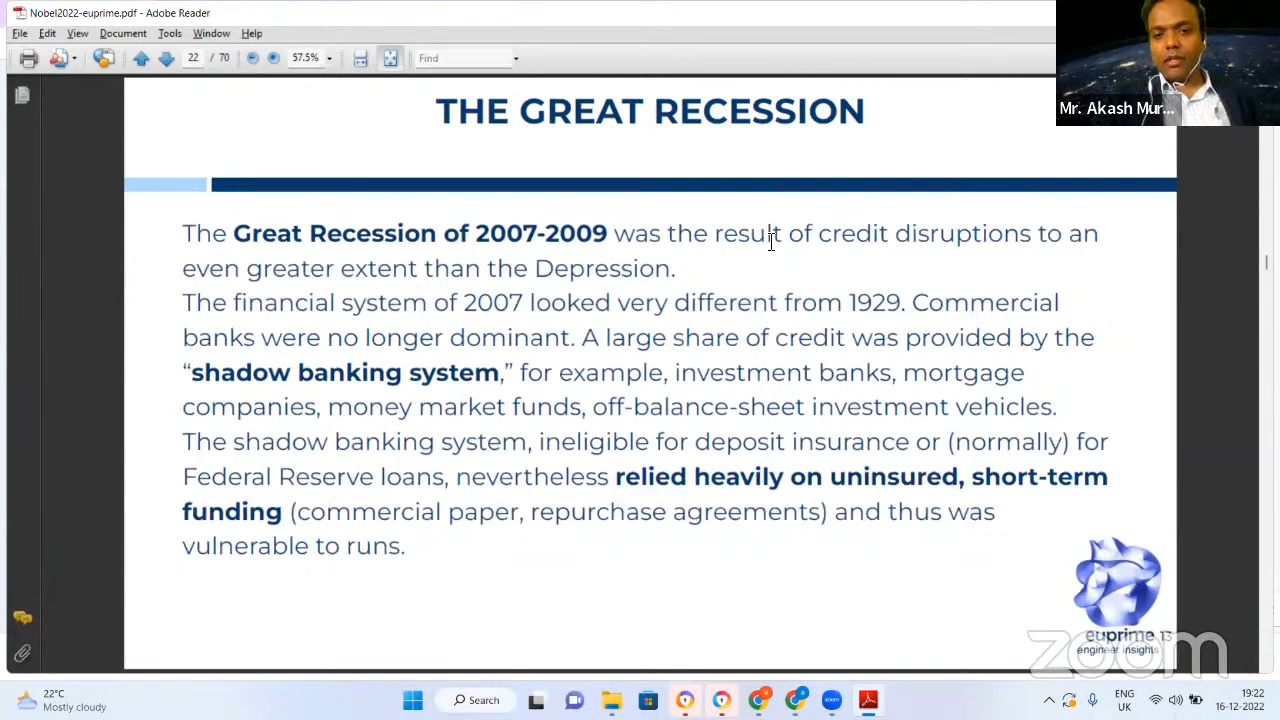 Nobel2022-euprime.pdf - Adobe Reader
File Edit View Document Tools Window Help
22 / 70 57.5% Find
Mr. Akash Mur...
THE GREAT RECESSION
The Great Recession of 2007-2009 was the result of credit disruptions to an
even greater extent than the Depression.
The financial system of 2007 looked very different from 1929. Commercial
banks were no longer dominant. A large share of credit was provided by the
“shadow banking system,” for example, investment banks, mortgage
companies, money market funds, off-balance-sheet investment vehicles.
The shadow banking system, ineligible for deposit insurance or (normally) for
Federal Reserve loans, nevertheless relied heavily on uninsured, short-term
funding (commercial paper, repurchase agreements) and thus was
vulnerable to runs.
euprime 13
engineer insights
zoom
22°C
Mostly cloudy
Search
ENG
UK
19:22
16-12-2022